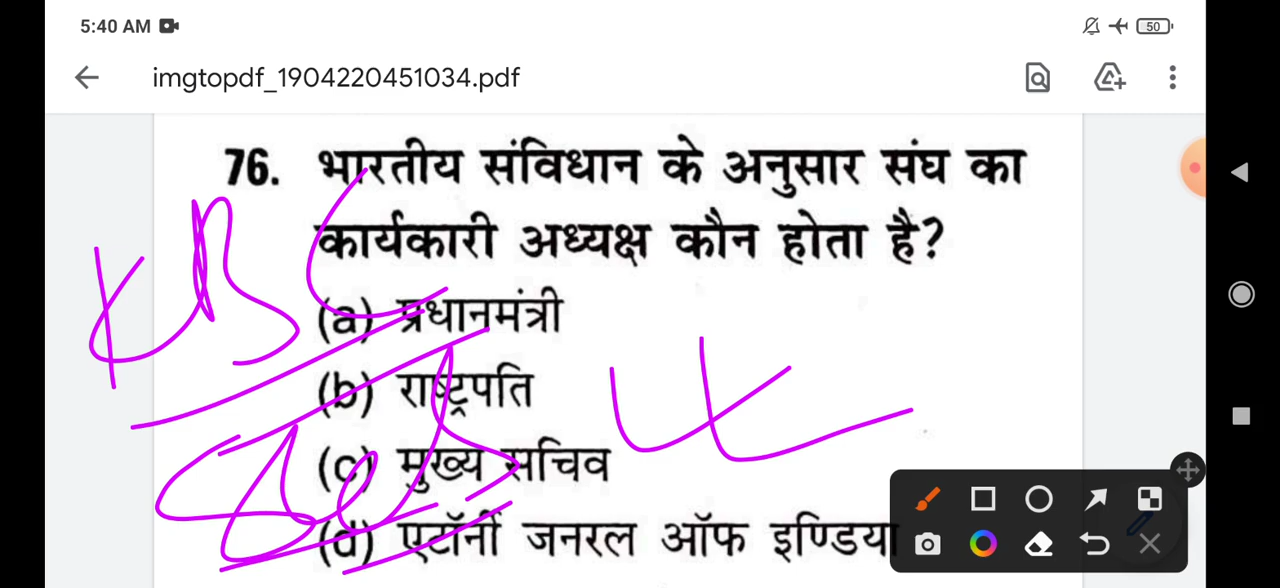 5:40 AM
50
imgtopdf_1904220451034.pdf
76. भारतीय संविधान के अनुसार संघ का
कार्यकारी अध्यक्ष कौन होता है?
(a) प्रधानमंत्री
(b) राष्ट्रपति
(c) मुख्य सचिव
(d) एटॉर्नी जनरल ऑफ इण्डिया